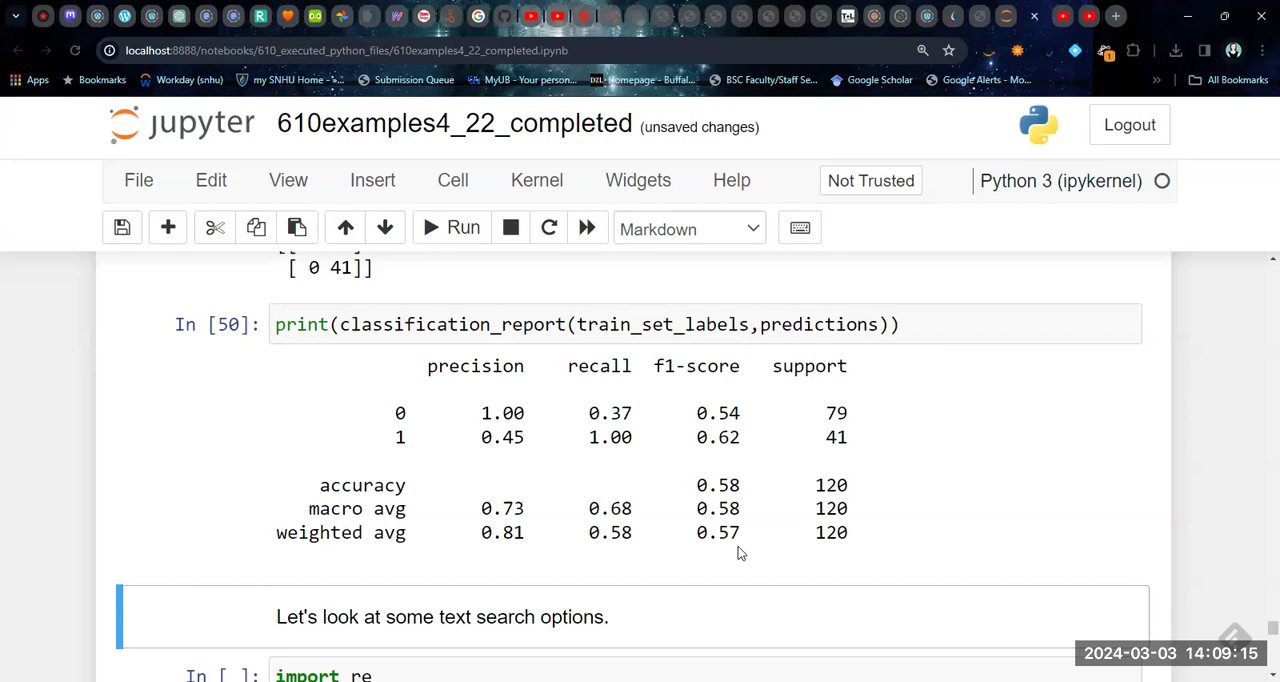 localhost:8888/notebooks/610_executed_python_files/610examples4_22_completed.ipynb
Apps Bookmarks Workday (snhu) my SNHU Home -... Submission Queue MyUB - Your person... Homepage - Buffal... BSC Faculty/Staff Se... Google Scholar Google Alerts - Mo... » All Bookmarks
jupyter 610examples4_22_completed (unsaved changes) Logout
File Edit View Insert Cell Kernel Widgets Help Not Trusted Python 3 (ipykernel)
Run Markdown
[ 0 41]]
In [50]: print(classification_report(train_set_labels,predictions))
precision recall f1-score support
0 1.00 0.37 0.54 79
1 0.45 1.00 0.62 41
accuracy 0.58 120
macro avg 0.73 0.68 0.58 120
weighted avg 0.81 0.58 0.57 120
Let's look at some text search options.
2024-03-03 14:09:15
In [ ]: import re